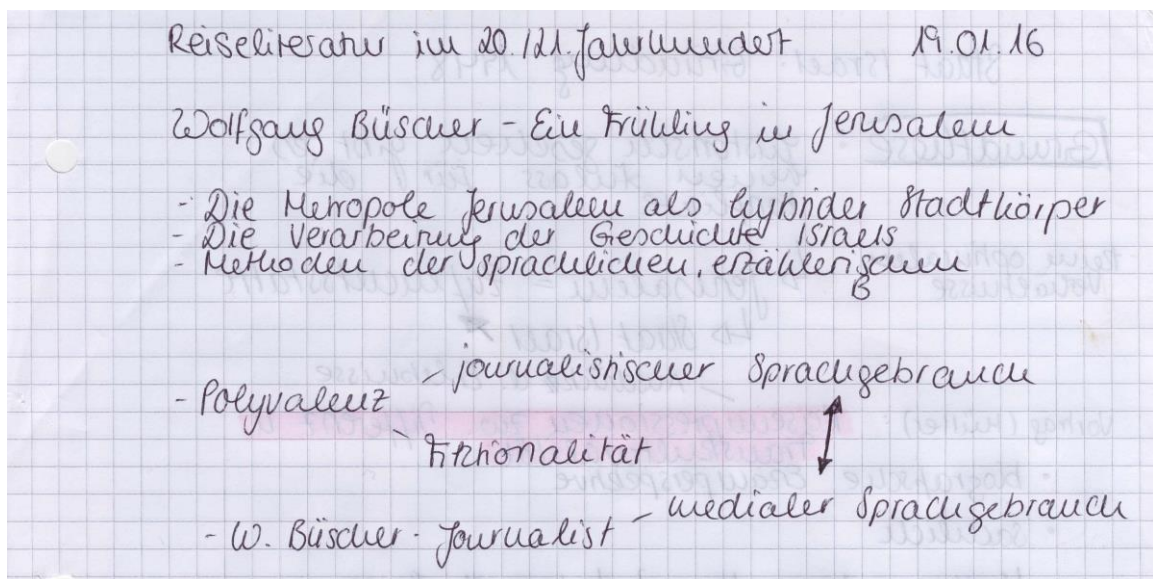 Reiseliteratur im 20./21. Jahrhundert 19.01.16
Wolfgang Büscher - Ein Frühling in Jerusalem
- Die Metropole Jerusalem als hybrider Stadtkörper
- Die Verarbeitung der Geschichte Israels
- Methoden der sprachlichen, erzählerischen
B
- journalistischer Sprachgebrauch
- Polyvalenz
- Fiktionalität
- medialer Sprachgebrauch
- W. Büscher - Journalist